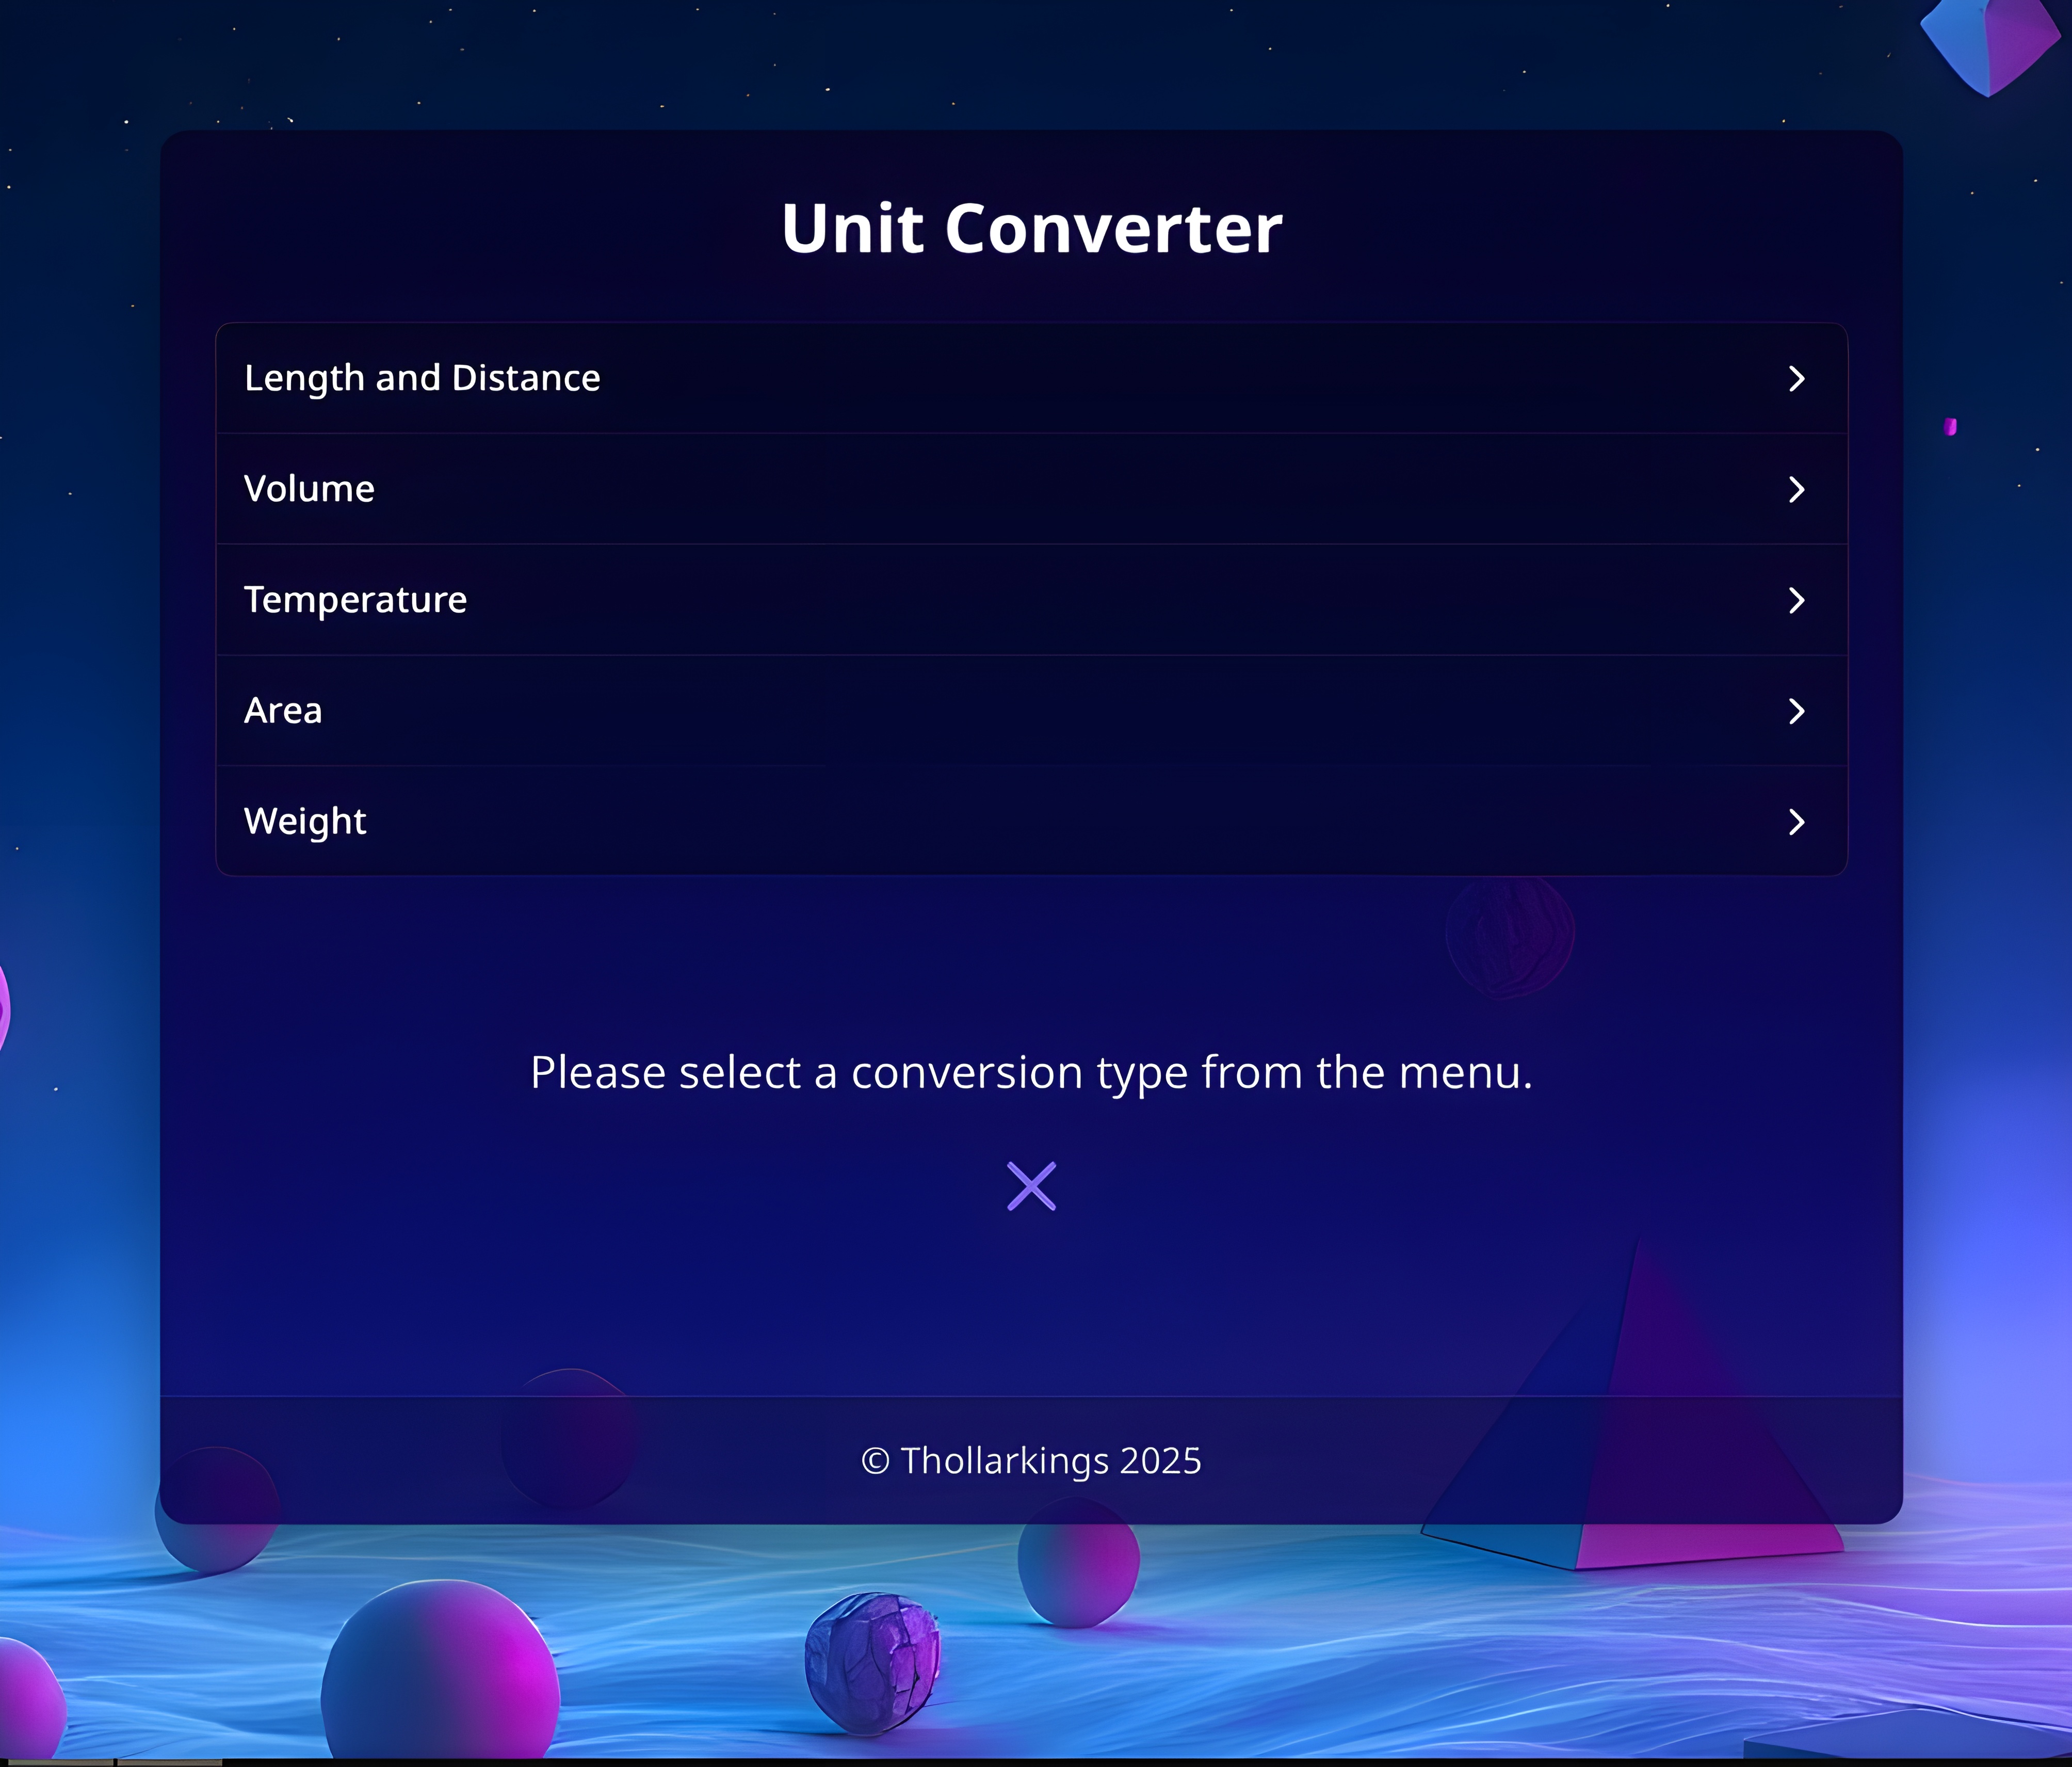 Unit Converter
Length and Distance
Volume
Temperature
Area
Weight
Please select a conversion type from the menu.
© Thollarkings 2025